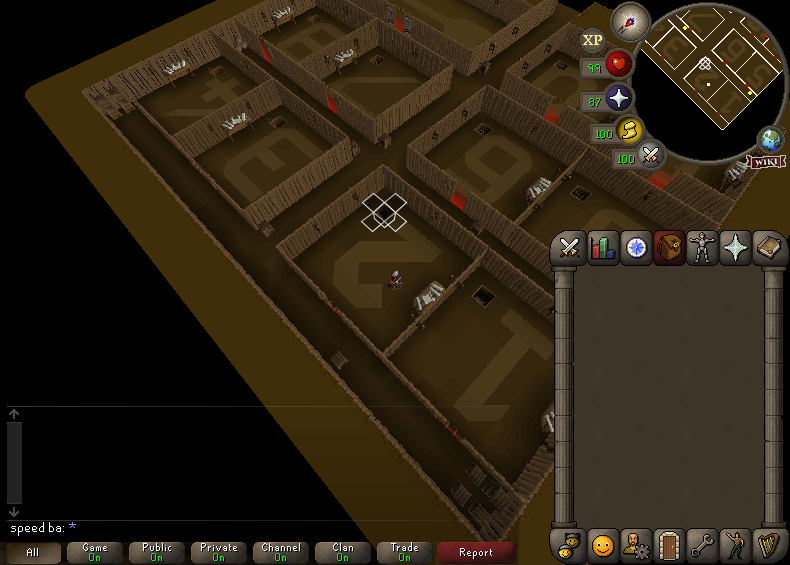 XP
99
87
100
100
WIKI
speed ba: *
All
Game
On
Public
On
Private
On
Channel
On
Clan
On
Trade
On
Report